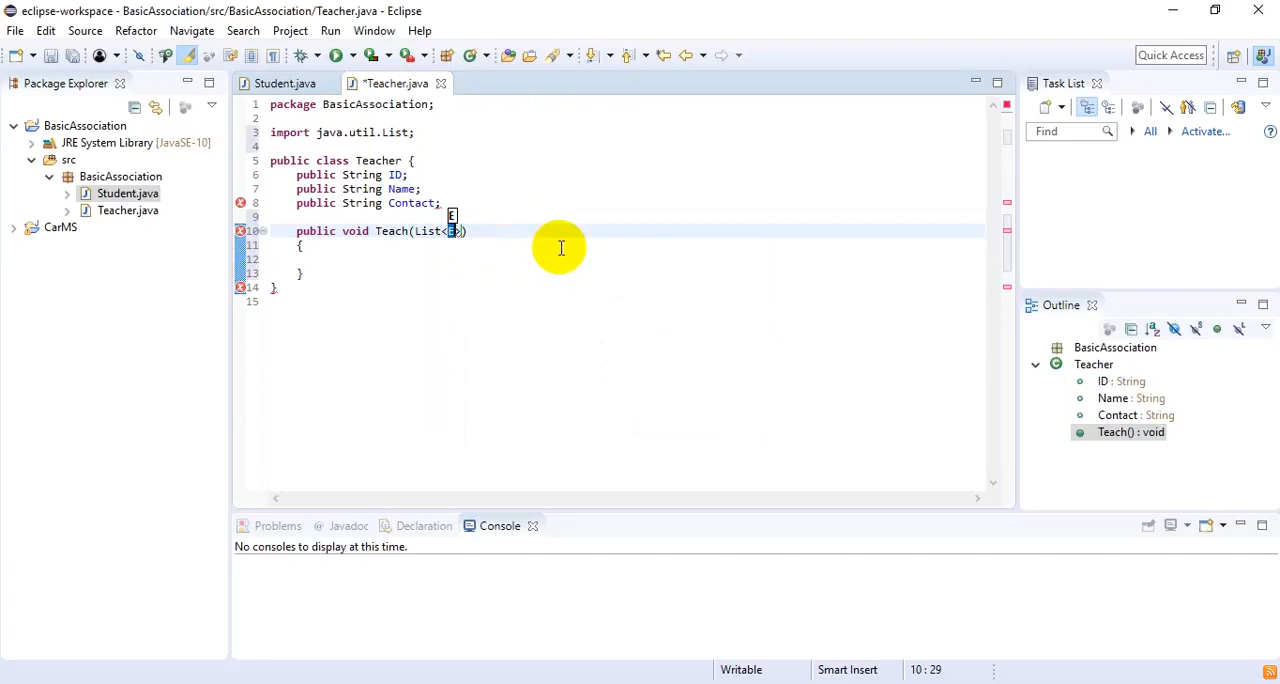 eclipse-workspace - BasicAssociation/src/BasicAssociation/Teacher.java - Eclipse
File Edit Source Refactor Navigate Search Project Run Window Help
Quick Access
Package Explorer
BasicAssociation
JRE System Library [JavaSE-10]
src
BasicAssociation
Student.java
Teacher.java
CarMS
Student.java *Teacher.java
1 package BasicAssociation;
2
3 import java.util.List;
4
5 public class Teacher {
6 public String ID;
7 public String Name;
8 public String Contact;
9
E
10 public void Teach(List<E>)
11 {
12
13 }
14 }
15
Task List
Find All Activate...
Outline
BasicAssociation
Teacher
ID : String
Name : String
Contact : String
Teach() : void
Problems Javadoc Declaration Console
No consoles to display at this time.
Writable Smart Insert 10 : 29